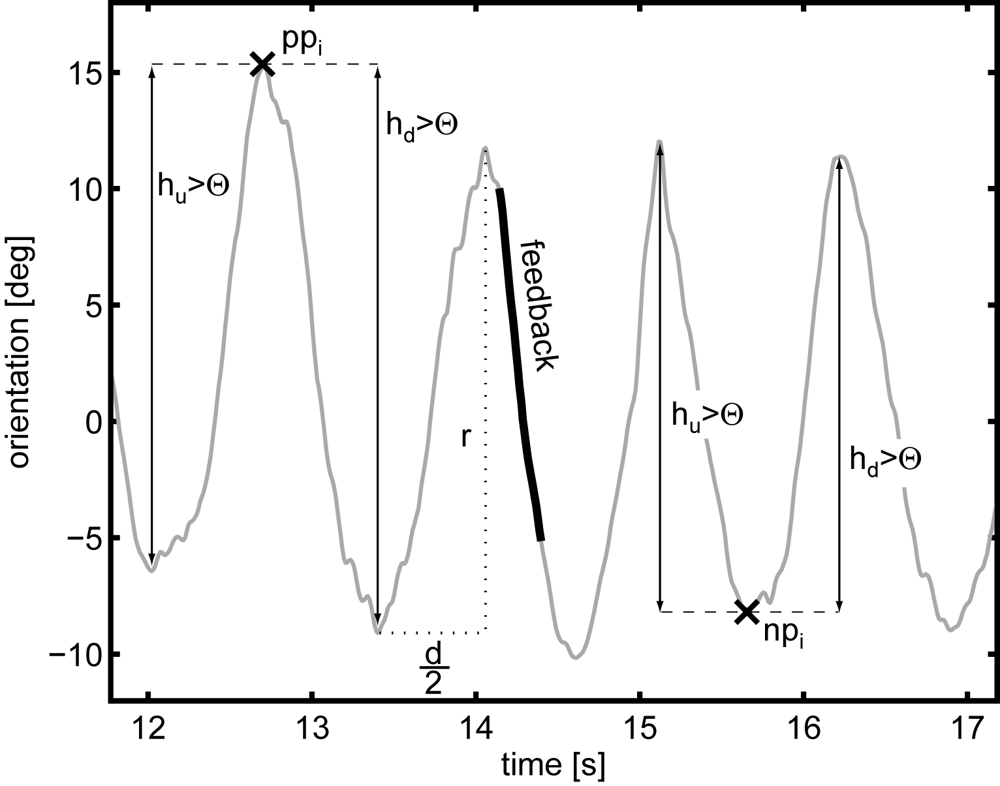 pp_i
15
h_d>Θ
h_u>Θ
10
feedback
5
orientation [deg]
0
h_u>Θ
r
h_d>Θ
−5
np_i
−10
d
2
12 13 14 15 16 17
time [s]